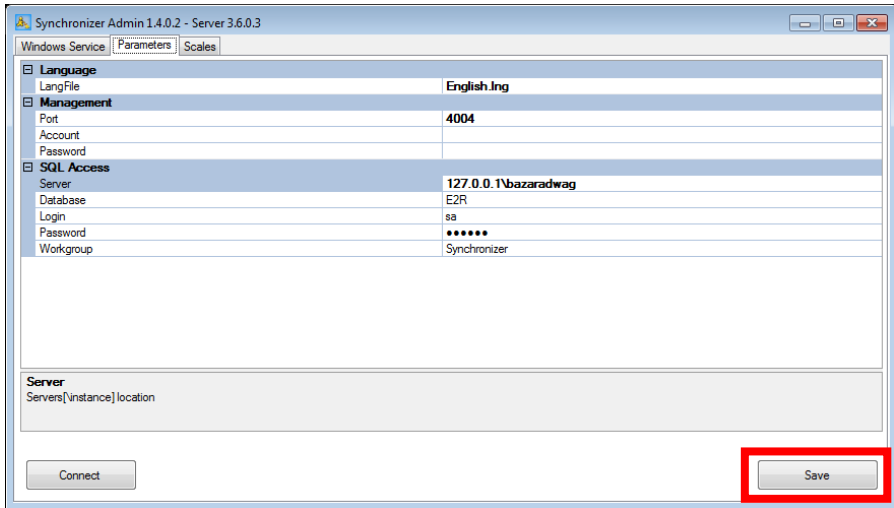 Synchronizer Admin 1.4.0.2 - Server 3.6.0.3
Windows Service Parameters Scales
Language
LangFile English.lng
Management
Port 4004
Account
Password
SQL Access
Server 127.0.0.1\bazaradwag
Database E2R
Login sa
Password ●●●●●●
Workgroup Synchronizer
Server
Servers[\instance] location
Connect Save